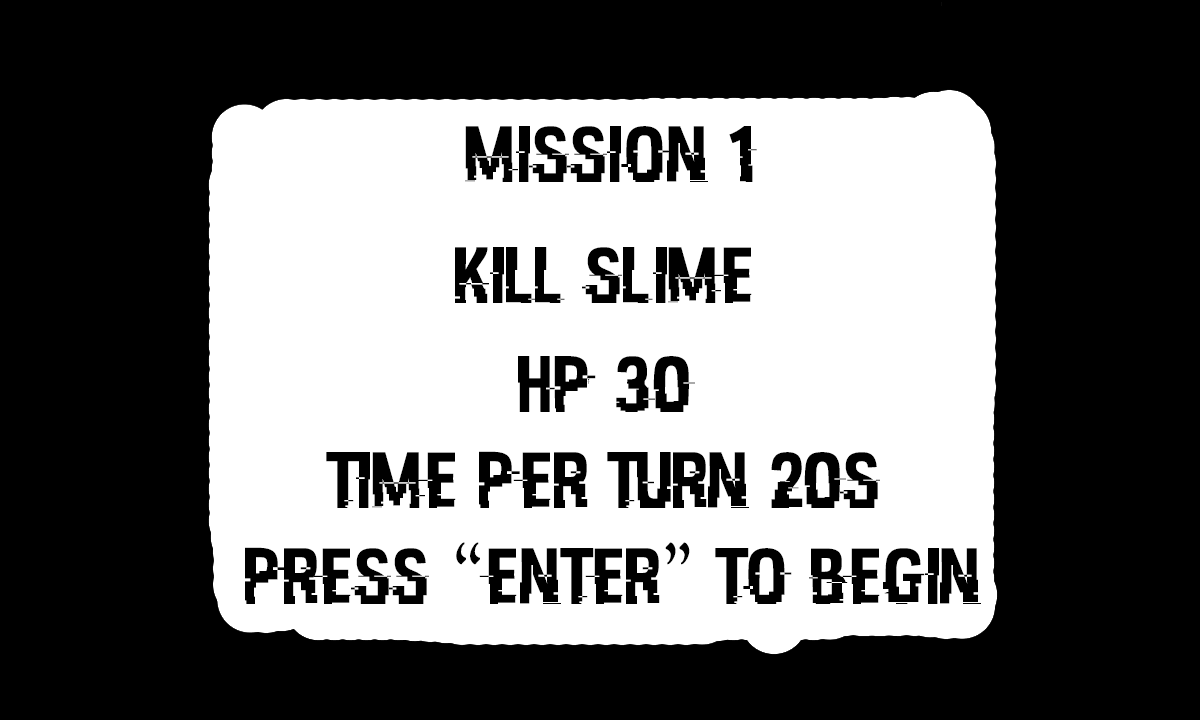 MISSION 1
KILL SLIME
HP 30
TIME PER TURN 20S
PRESS “ENTER” TO BEGIN